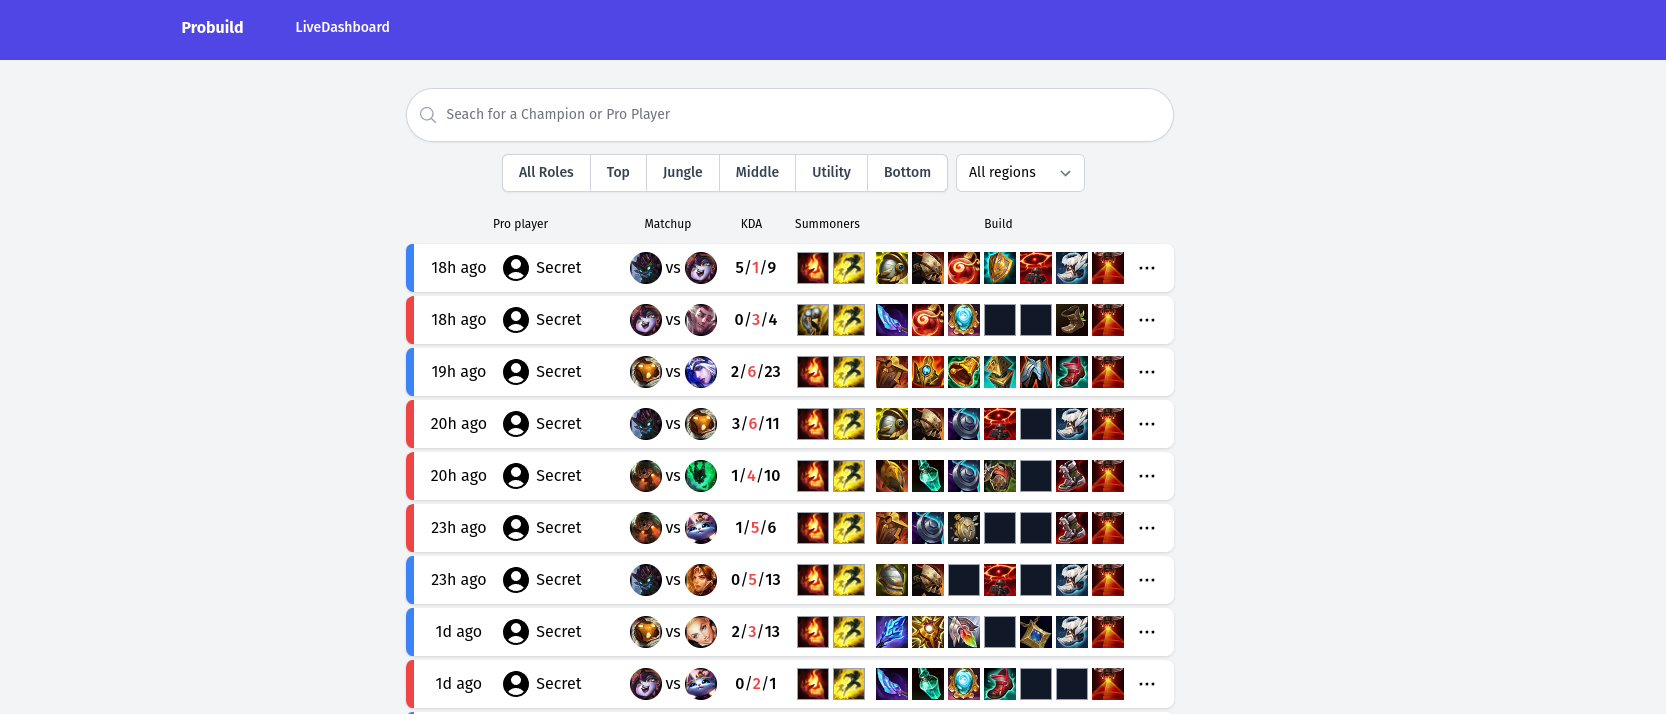 Probuild LiveDashboard
Seach for a Champion or Pro Player
All Roles Top Jungle Middle Utility Bottom All regions
Pro player Matchup KDA Summoners Build
18h ago Secret vs 5/1/9
18h ago Secret vs 0/3/4
19h ago Secret vs 2/6/23
20h ago Secret vs 3/6/11
20h ago Secret vs 1/4/10
23h ago Secret vs 1/5/6
23h ago Secret vs 0/5/13
1d ago Secret vs 2/3/13
1d ago Secret vs 0/2/1